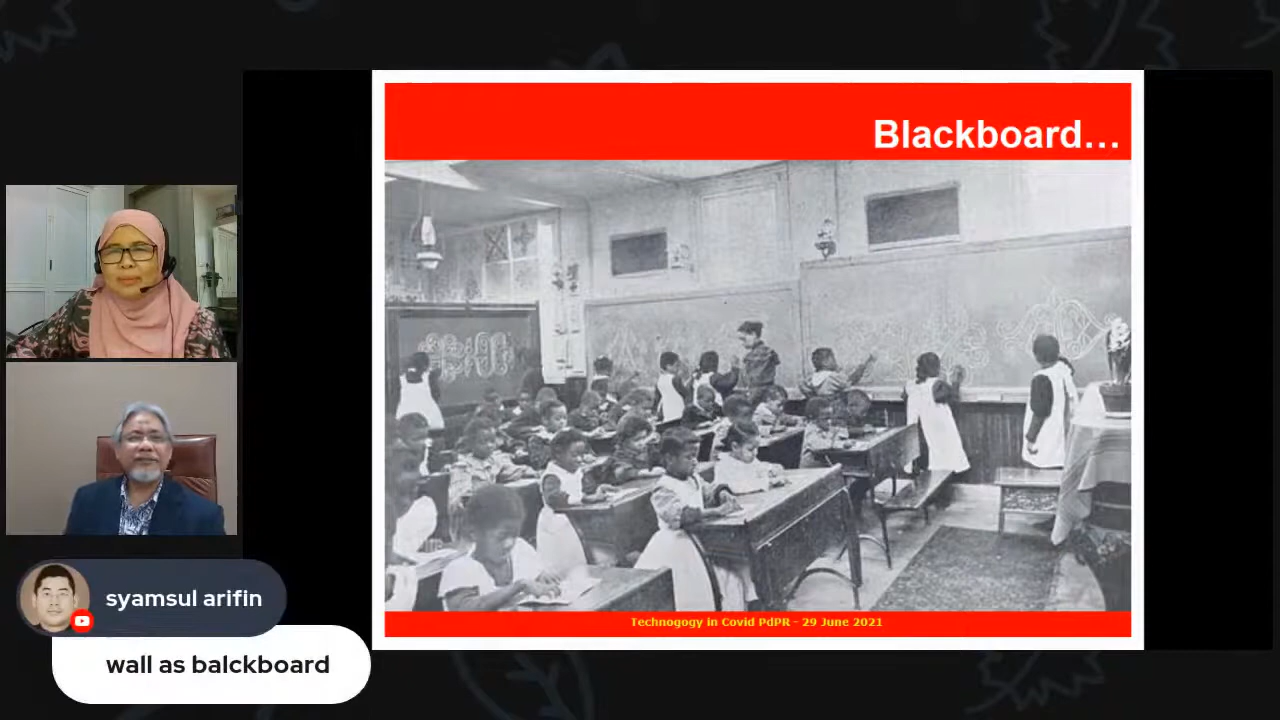 Blackboard...
Technogogy in Covid PdPR - 29 June 2021
syamsul arifin
wall as balckboard